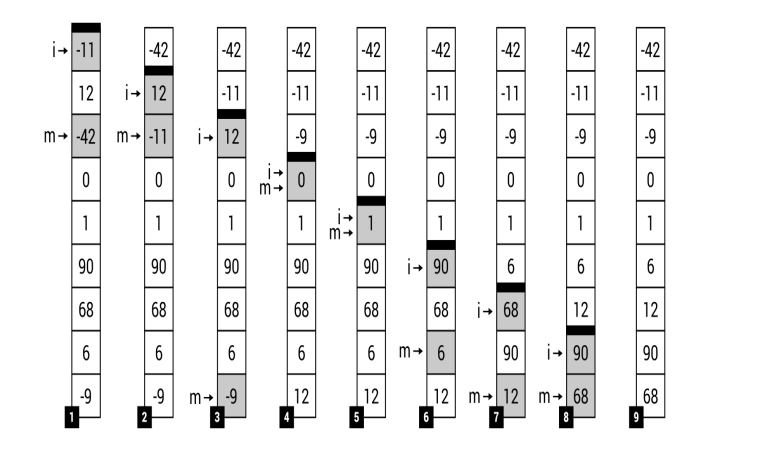 i→ -11 -42 -42 -42 -42 -42 -42 -42 -42
12 i→ 12 -11 -11 -11 -11 -11 -11 -11
m→ -42 m→ -11 i→ 12 -9 -9 -9 -9 -9 -9
0 0 0 i→ m→ 0 0 0 0 0 0
1 1 1 1 i→ m→ 1 1 1 1 1
90 90 90 90 90 i→ 90 6 6 6
68 68 68 68 68 68 i→ 68 12 12
6 6 6 6 6 m→ 6 90 i→ 90 90
-9 -9 m→ -9 12 12 12 m→ 12 m→ 68 68
1 2 3 4 5 6 7 8 9